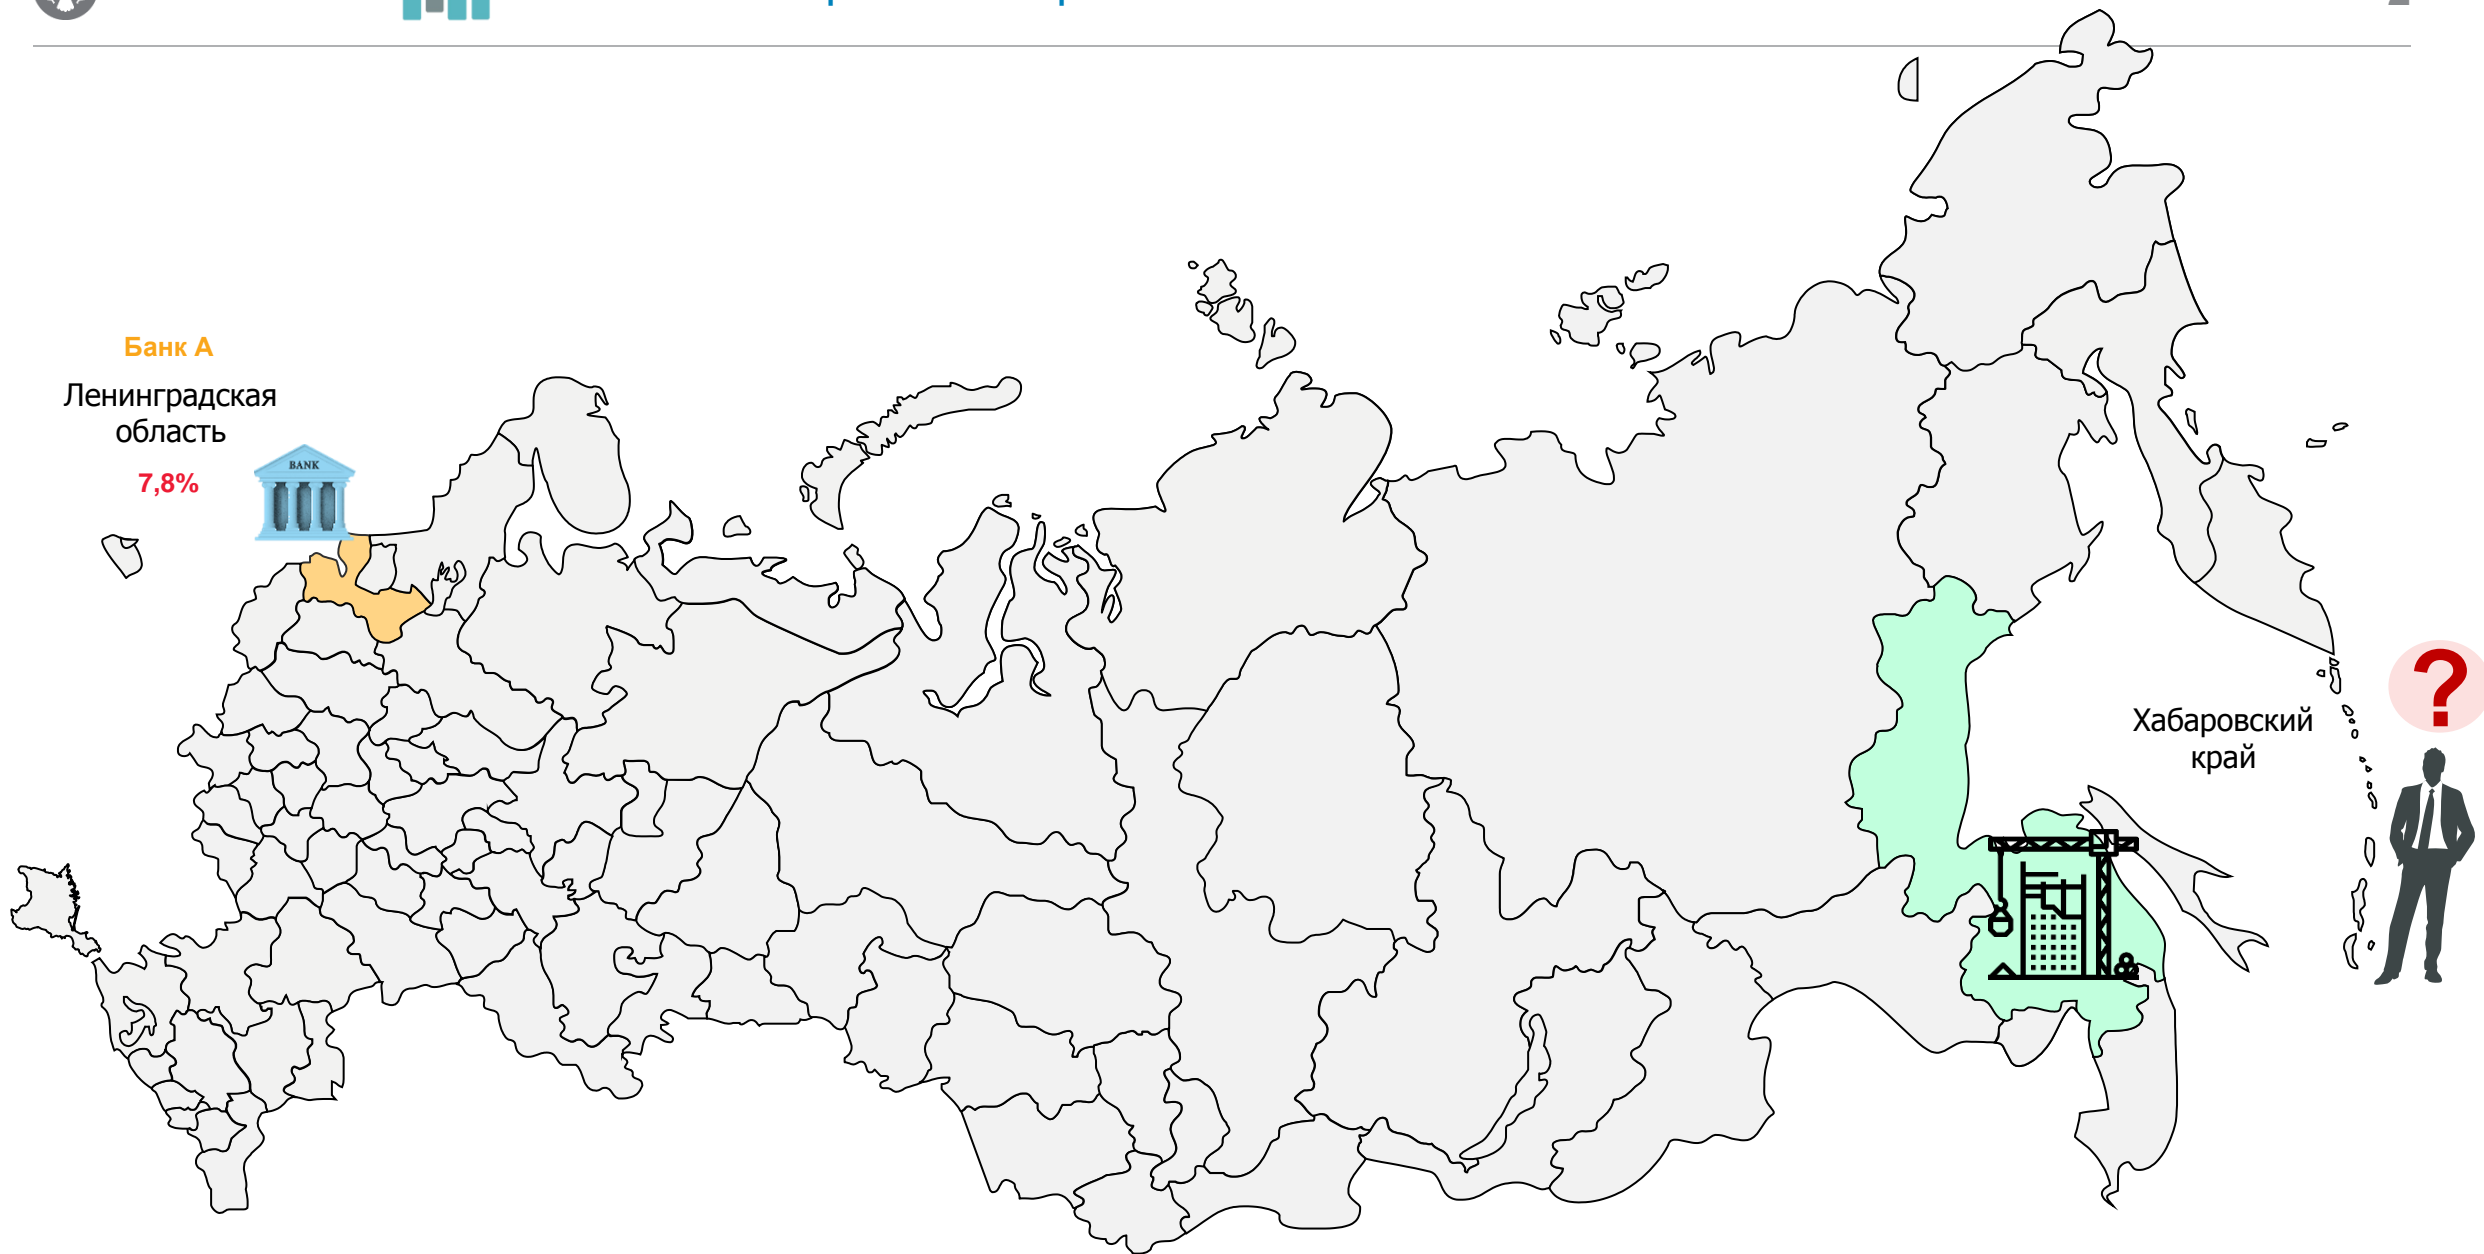 Банк А
Ленинградская
область
7,8%
BANK
Хабаровский
край
?